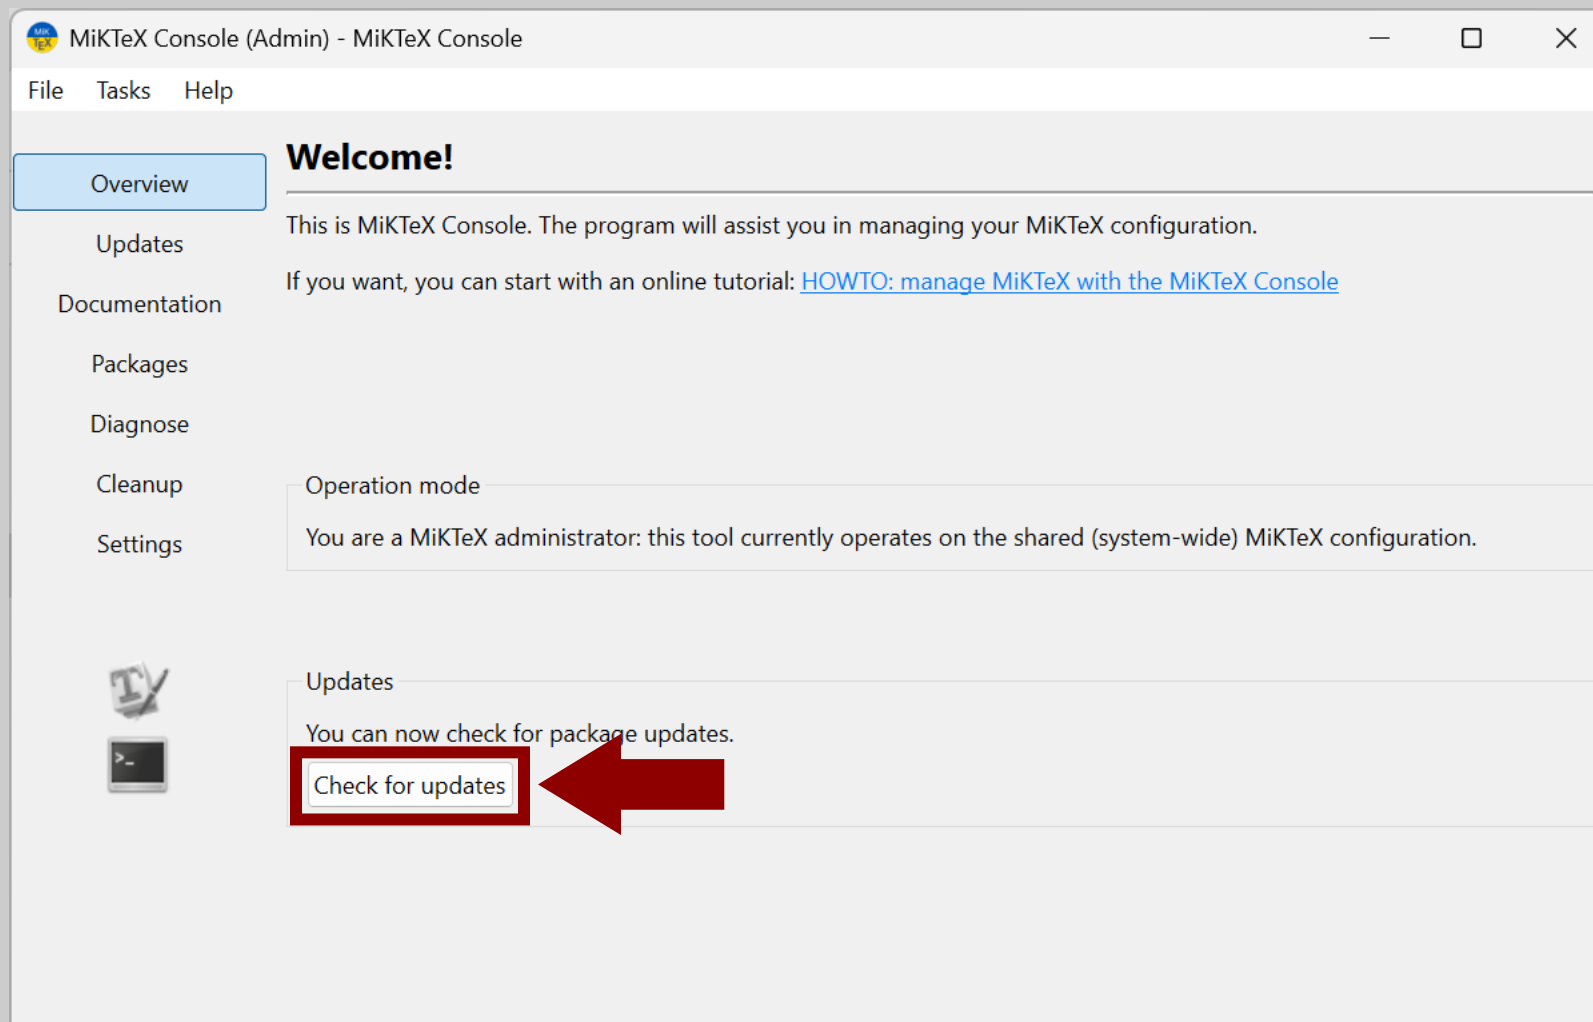 MiKTeX Console (Admin) - MiKTeX Console
File Tasks Help
Welcome!
Overview
Updates
Documentation
Packages
Diagnose
Cleanup
Settings
This is MiKTeX Console. The program will assist you in managing your MiKTeX configuration.
If you want, you can start with an online tutorial: HOWTO: manage MiKTeX with the MiKTeX Console
Operation mode
You are a MiKTeX administrator: this tool currently operates on the shared (system-wide) MiKTeX configuration.
Updates
You can now check for package updates.
Check for updates